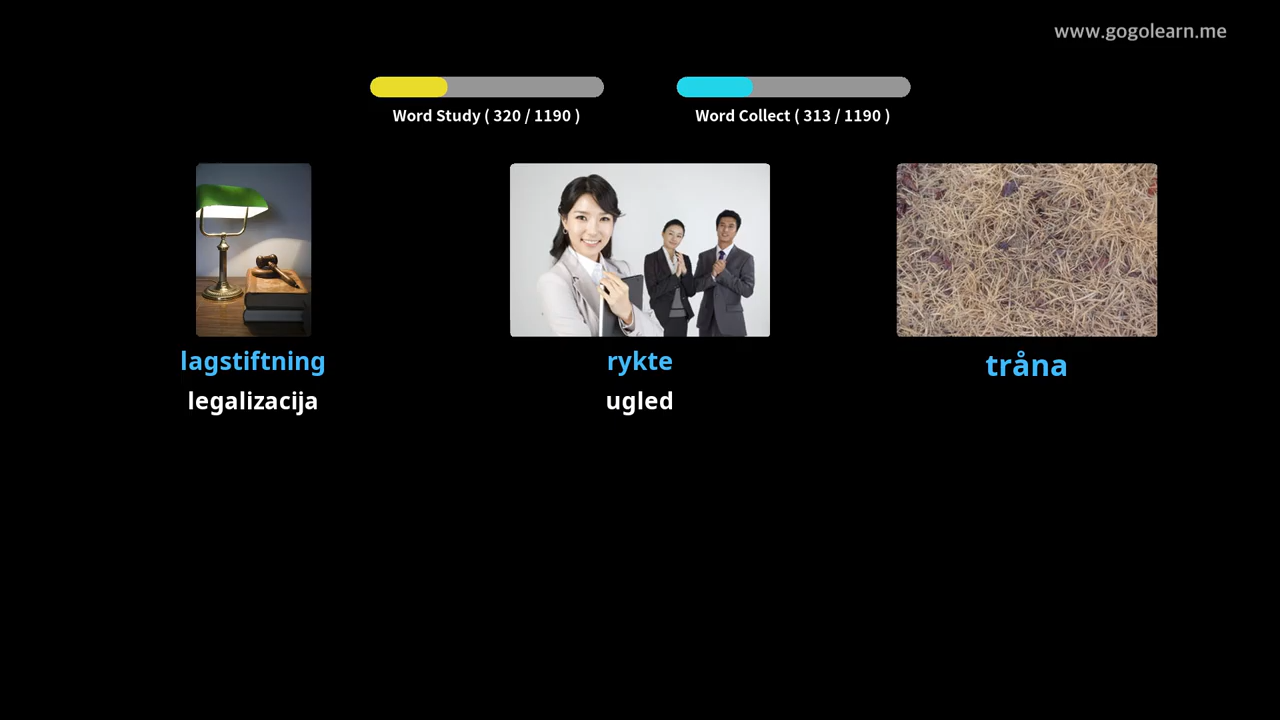 www.gogolearn.me
Word Study ( 320 / 1190 )
Word Collect ( 313 / 1190 )
lagstiftning
legalizacija
rykte
ugled
tråna